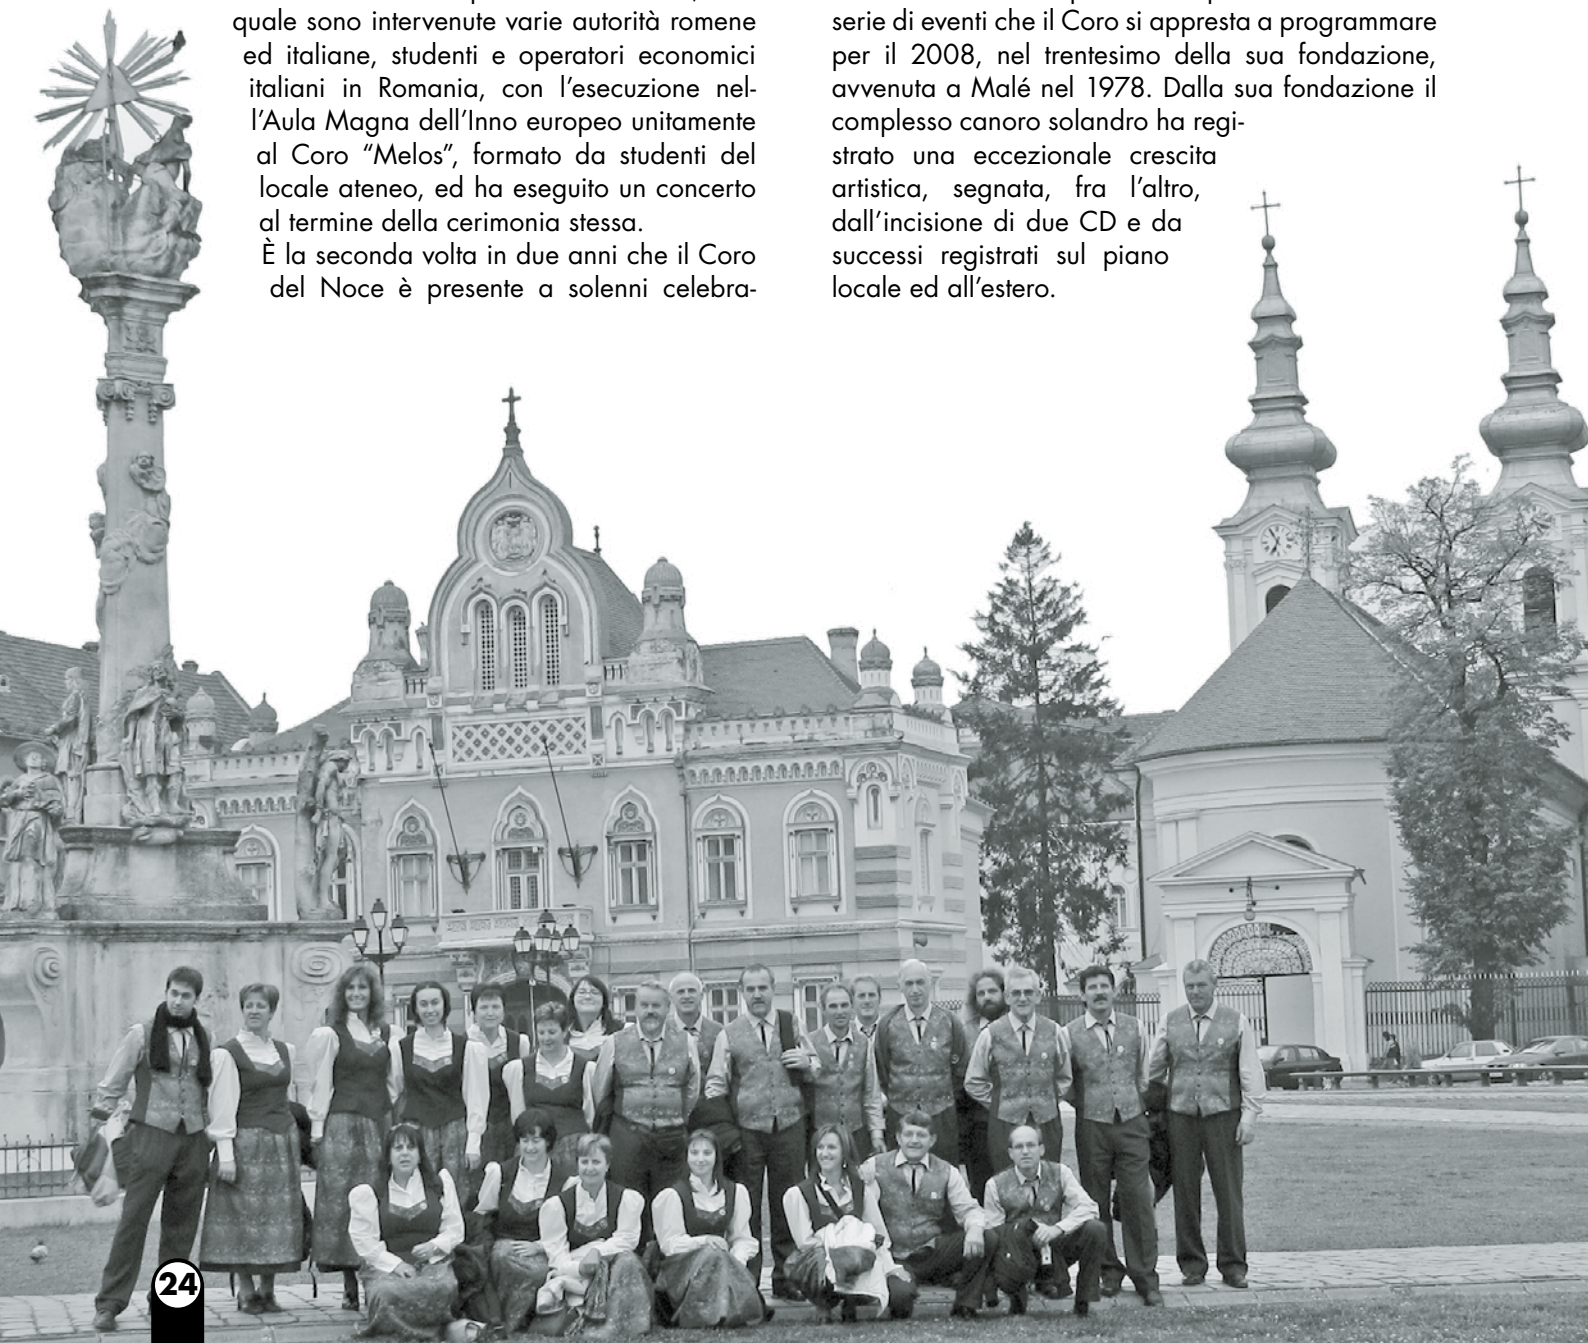 quale sono intervenute varie autorità romene
ed italiane, studenti e operatori economici
italiani in Romania, con l’esecuzione nel-
l’Aula Magna dell’Inno europeo unitamente
al Coro “Melos”, formato da studenti del
locale ateneo, ed ha eseguito un concerto
al termine della cerimonia stessa.
È la seconda volta in due anni che il Coro
del Noce è presente a solenni celebra-
serie di eventi che il Coro si appresta a programmare
per il 2008, nel trentesimo della sua fondazione,
avvenuta a Malé nel 1978. Dalla sua fondazione il
complesso canoro solandro ha regi-
strato una eccezionale crescita
artistica, segnata, fra l’altro,
dall’incisione di due CD e da
successi registrati sul piano
locale ed all’estero.
24